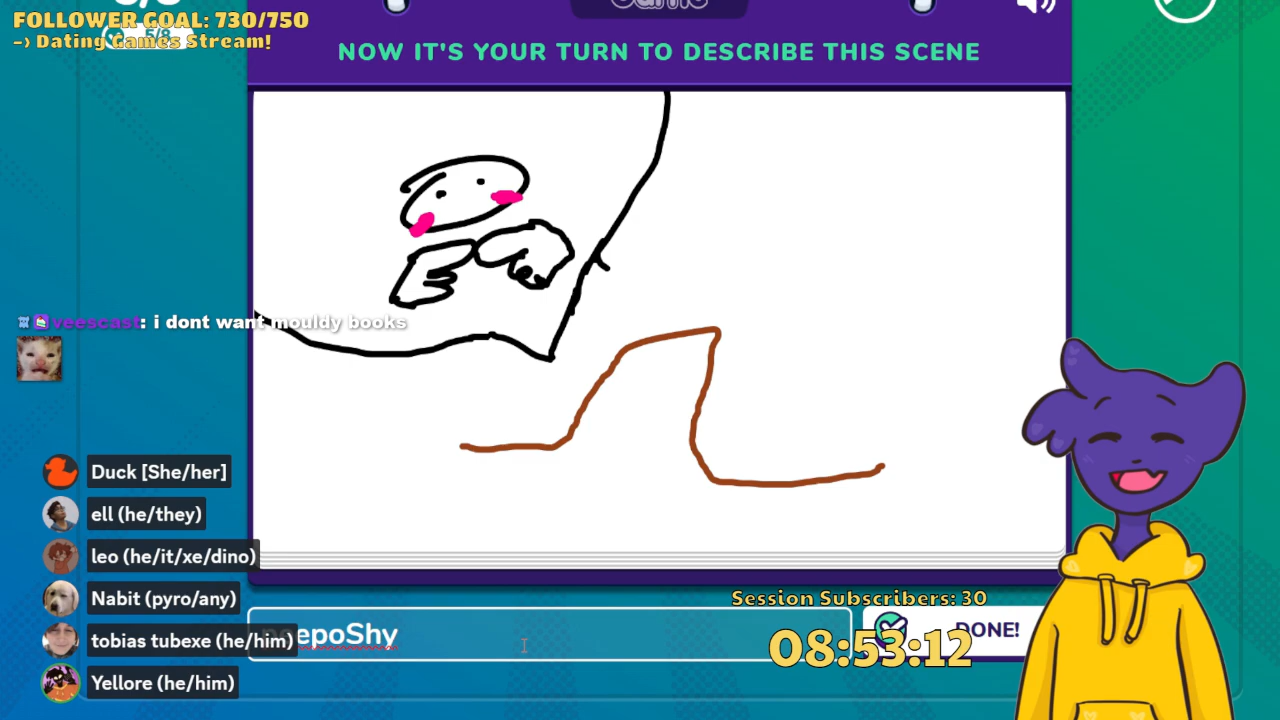 FOLLOWER GOAL: 730/750
-> Dating Games Stream!
5/8
NOW IT'S YOUR TURN TO DESCRIBE THIS SCENE
veescast: i dont want mouldy books
Duck [She/her]
ell (he/they)
leo (he/it/xe/dino)
Nabit (pyro/any)
tobias tubexe (he/him)
Yellore (he/him)
Session Subscribers: 30
DONE!
08:53:12